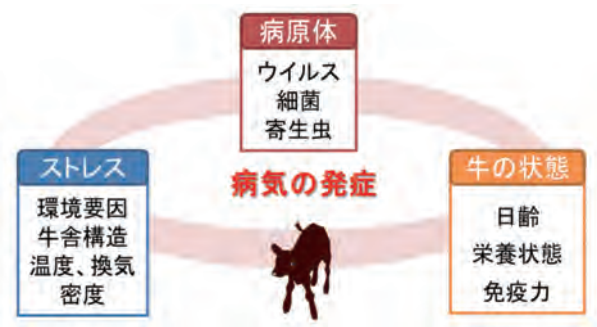 病原体
ウイルス
細菌
寄生虫
ストレス
環境要因
牛舎構造
温度、換気
密度
病気の発症
牛の状態
日齢
栄養状態
免疫力